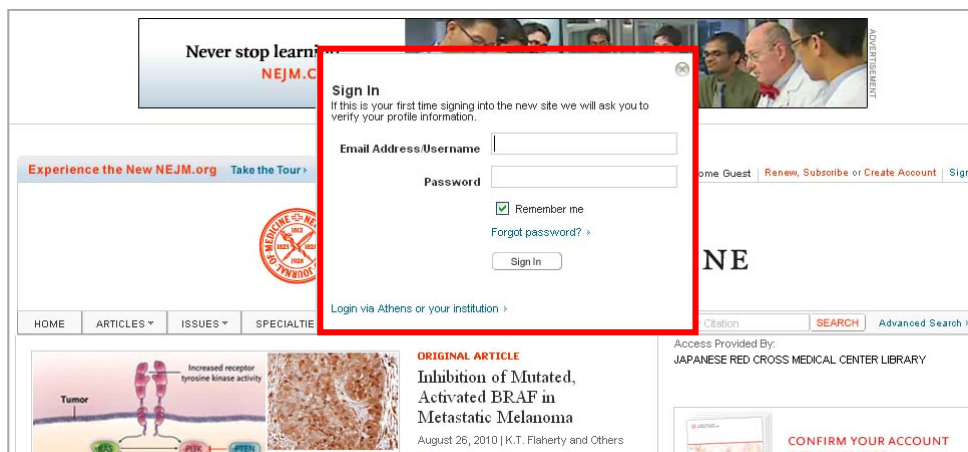 Never stop learni
NEJM.C
ADVERTISEMENT
Sign In
If this is your first time signing into the new site we will ask you to
verify your profile information.
Email Address/Username
Password
Remember me
Forgot password?
Sign In
Login via Athens or your institution
Experience the New NEJM.org Take the Tour
ome Guest | Renew, Subscribe or Create Account | Sign
NE
HOME ARTICLES ISSUES SPECIALTIE
Citation SEARCH Advanced Search
Increased receptor
tyrosine kinase activity
Tumor
RAS PI3K PTEN
ORIGINAL ARTICLE
Inhibition of Mutated,
Activated BRAF in
Metastatic Melanoma
August 26, 2010 | K.T. Flaherty and Others
Access Provided By:
JAPANESE RED CROSS MEDICAL CENTER LIBRARY
CONFIRM YOUR ACCOUNT